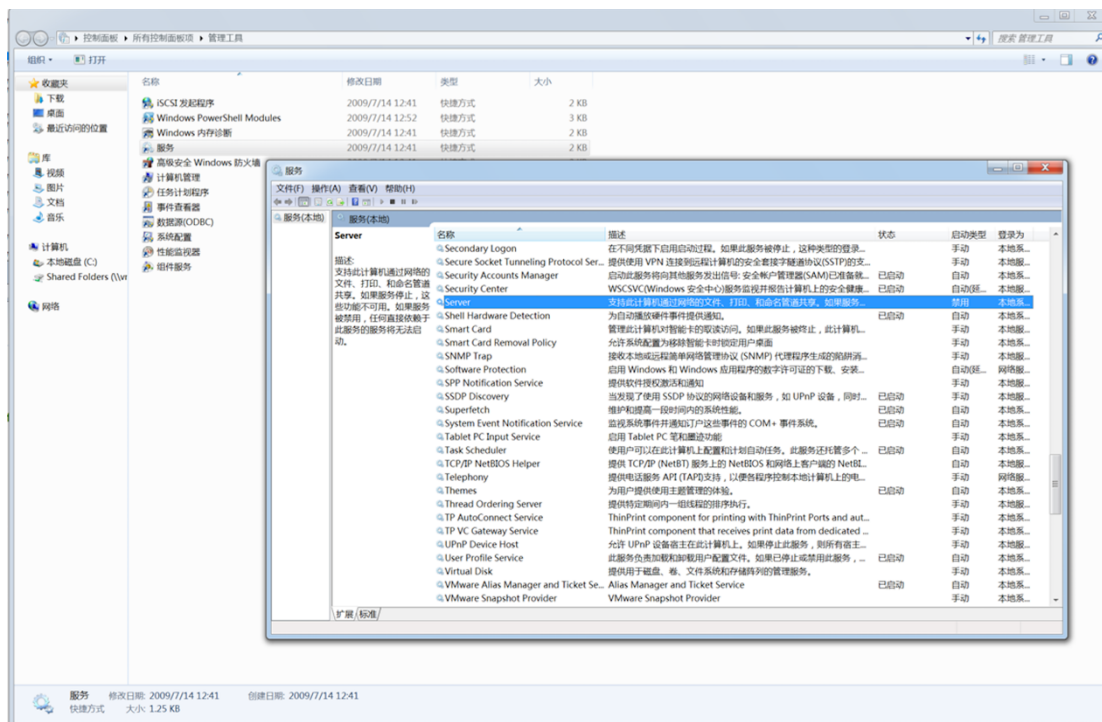 控制面板 ▸ 所有控制面板项 ▸ 管理工具
搜索 管理工具
组织 打开
收藏夹
下载
桌面
最近访问的位置
库
视频
图片
文档
音乐
计算机
本地磁盘 (C:)
Shared Folders (\\vr
网络
名称 修改日期 类型 大小
iSCSI 发起程序 2009/7/14 12:41 快捷方式 2 KB
Windows PowerShell Modules 2009/7/14 12:52 快捷方式 3 KB
Windows 内存诊断 2009/7/14 12:41 快捷方式 2 KB
服务 2009/7/14 12:41 快捷方式 2 KB
高级安全 Windows 防火墙
计算机管理
任务计划程序
事件查看器
数据源(ODBC)
系统配置
性能监视器
组件服务
服务
文件(F) 操作(A) 查看(V) 帮助(H)
服务(本地)
服务(本地)
Server
描述:
支持此计算机通过网络的
文件、打印、和命名管道
共享。如果服务停止，这
些功能不可用。如果服务
被禁用，任何直接依赖于
此服务的服务将无法启
动。
名称 描述 状态 启动类型 登录为
Secondary Logon 在不同凭据下启用启动过程。如果此服务被停止，这种类型的登录... 手动 本地系...
Secure Socket Tunneling Protocol Ser... 提供使用 VPN 连接到远程计算机的安全套接字隧道协议(SSTP)的支... 手动 本地服...
Security Accounts Manager 启动此服务将向其他服务发出信号: 安全帐户管理器(SAM)已准备就... 已启动 自动 本地系...
Security Center WSCSVC(Windows 安全中心)服务监视并报告计算机上的安全健康... 已启动 自动(延... 本地服...
Server 支持此计算机通过网络的文件、打印、和命名管道共享。如果服务... 禁用 本地系...
Shell Hardware Detection 为自动播放硬件事件提供通知。 已启动 自动 本地系...
Smart Card 管理此计算机对智能卡的取读访问。如果此服务被终止，此计算机... 手动 本地服...
Smart Card Removal Policy 允许系统配置为移除智能卡时锁定用户桌面 手动 本地系...
SNMP Trap 接收本地或远程简单网络管理协议 (SNMP) 代理程序生成的陷阱消... 手动 本地服...
Software Protection 启用 Windows 和 Windows 应用程序的数字许可证的下载、安装... 自动(延... 网络服...
SPP Notification Service 提供软件授权激活和通知 手动 本地服...
SSDP Discovery 当发现了使用 SSDP 协议的网络设备和服务，如 UPnP 设备，同时... 已启动 手动 本地服...
Superfetch 维护和提高一段时间内的系统性能。 已启动 自动 本地系...
System Event Notification Service 监视系统事件并通知订户这些事件的 COM+ 事件系统。 已启动 自动 本地系...
Tablet PC Input Service 启用 Tablet PC 笔和墨迹功能 手动 本地系...
Task Scheduler 使用户可以在此计算机上配置和计划自动任务。此服务还托管多个 ... 已启动 自动 本地系...
TCP/IP NetBIOS Helper 提供 TCP/IP (NetBT) 服务上的 NetBIOS 和网络上客户端的 NetBI... 手动 本地服...
Telephony 提供电话服务 API (TAPI)支持，以便各程序控制本地计算机上的电... 手动 网络服...
Themes 为用户提供使用主题管理的体验。 已启动 自动 本地系...
Thread Ordering Server 提供特定期间内一组线程的排序执行。 手动 本地服...
TP AutoConnect Service ThinPrint component for printing with ThinPrint Ports and aut... 手动 本地系...
TP VC Gateway Service ThinPrint component that receives print data from dedicated ... 手动 本地系...
UPnP Device Host 允许 UPnP 设备宿主在此计算机上。如果停止此服务，则所有宿主... 手动 本地服...
User Profile Service 此服务负责加载和卸载用户配置文件。如果已停止或禁用此服务，... 已启动 自动 本地系...
Virtual Disk 提供用于磁盘、卷、文件系统和存储阵列的管理服务。 手动 本地系...
VMware Alias Manager and Ticket Se... Alias Manager and Ticket Service 已启动 自动 本地系...
VMware Snapshot Provider VMware Snapshot Provider 手动 本地系...
扩展 标准
服务 修改日期: 2009/7/14 12:41 创建日期: 2009/7/14 12:41
快捷方式 大小: 1.25 KB